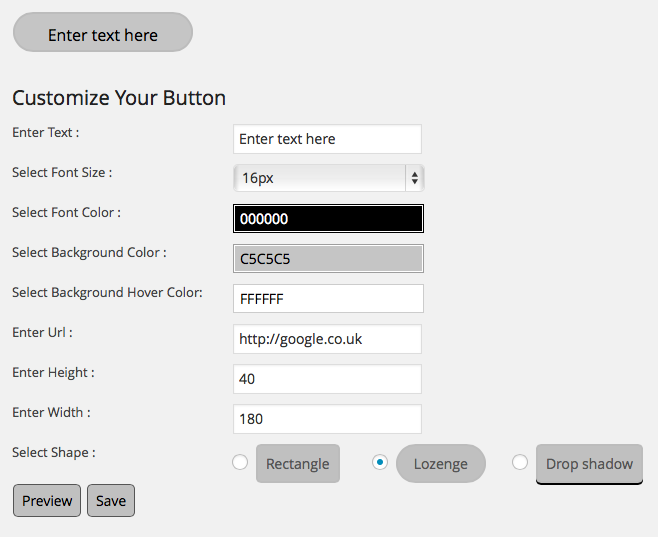 Enter text here
Customize Your Button
Enter Text : Enter text here
Select Font Size : 16px
Select Font Color : 000000
Select Background Color : C5C5C5
Select Background Hover Color: FFFFFF
Enter Url : http://google.co.uk
Enter Height : 40
Enter Width : 180
Select Shape : Rectangle Lozenge Drop shadow
Preview Save